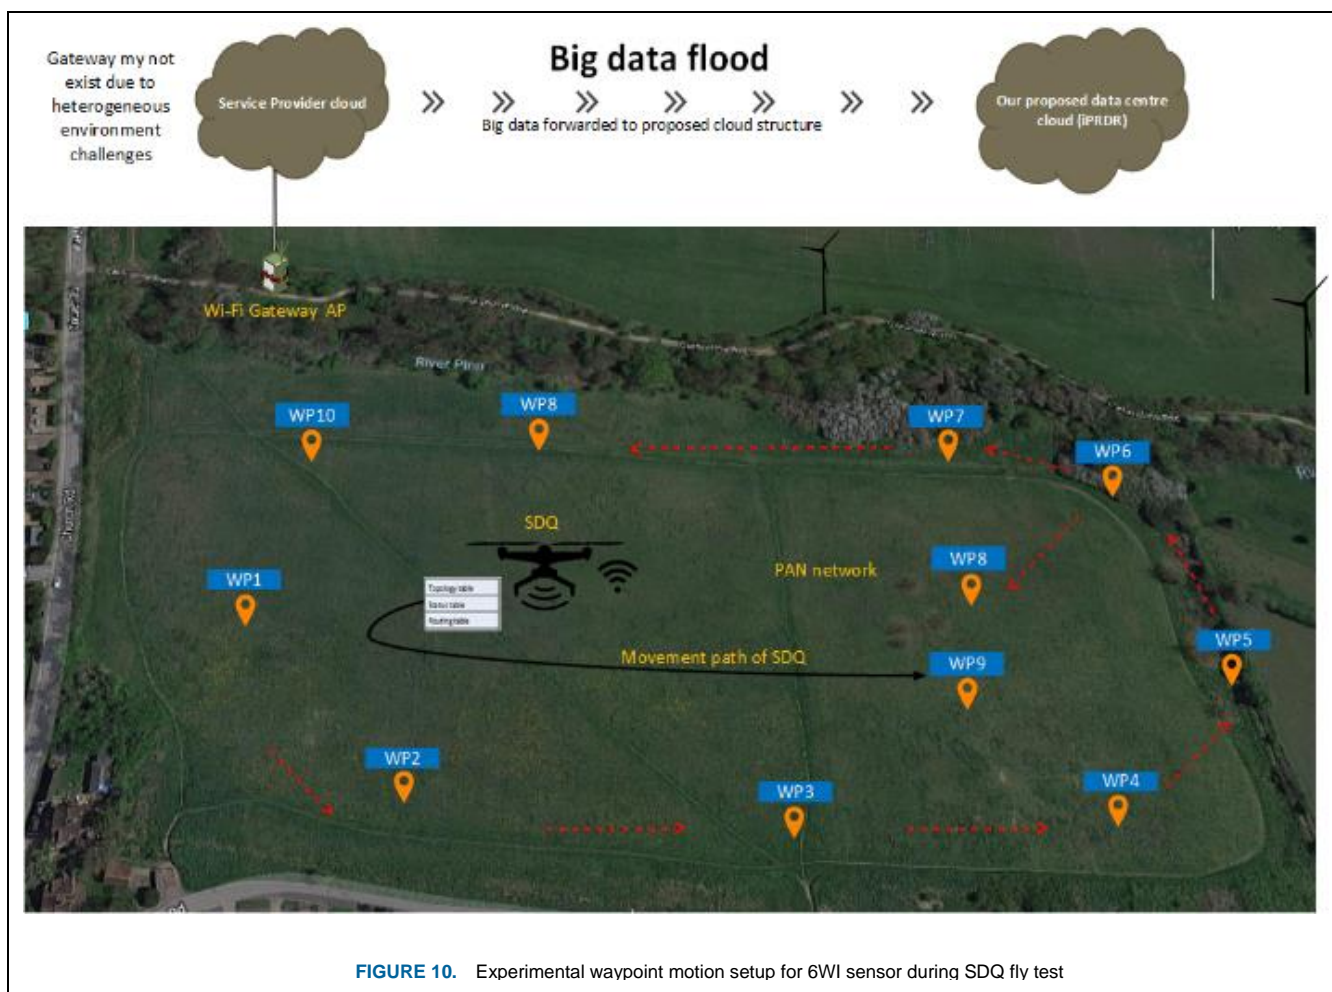 Gateway my not
exist due to
heterogeneous
environment
challenges
Service Provider cloud
Big data flood
Big data forwarded to proposed cloud structure
Our proposed data centre
cloud (iPRDR)
Wi-Fi Gateway AP
River Pinn
WP10
WP8
WP7
WP6
SDQ
PAN network
WP8
WP1
Topology table
Status table
Routing table
Movement path of SDQ
WP9
WP5
WP2
WP3
WP4
FIGURE 10. Experimental waypoint motion setup for 6WI sensor during SDQ fly test